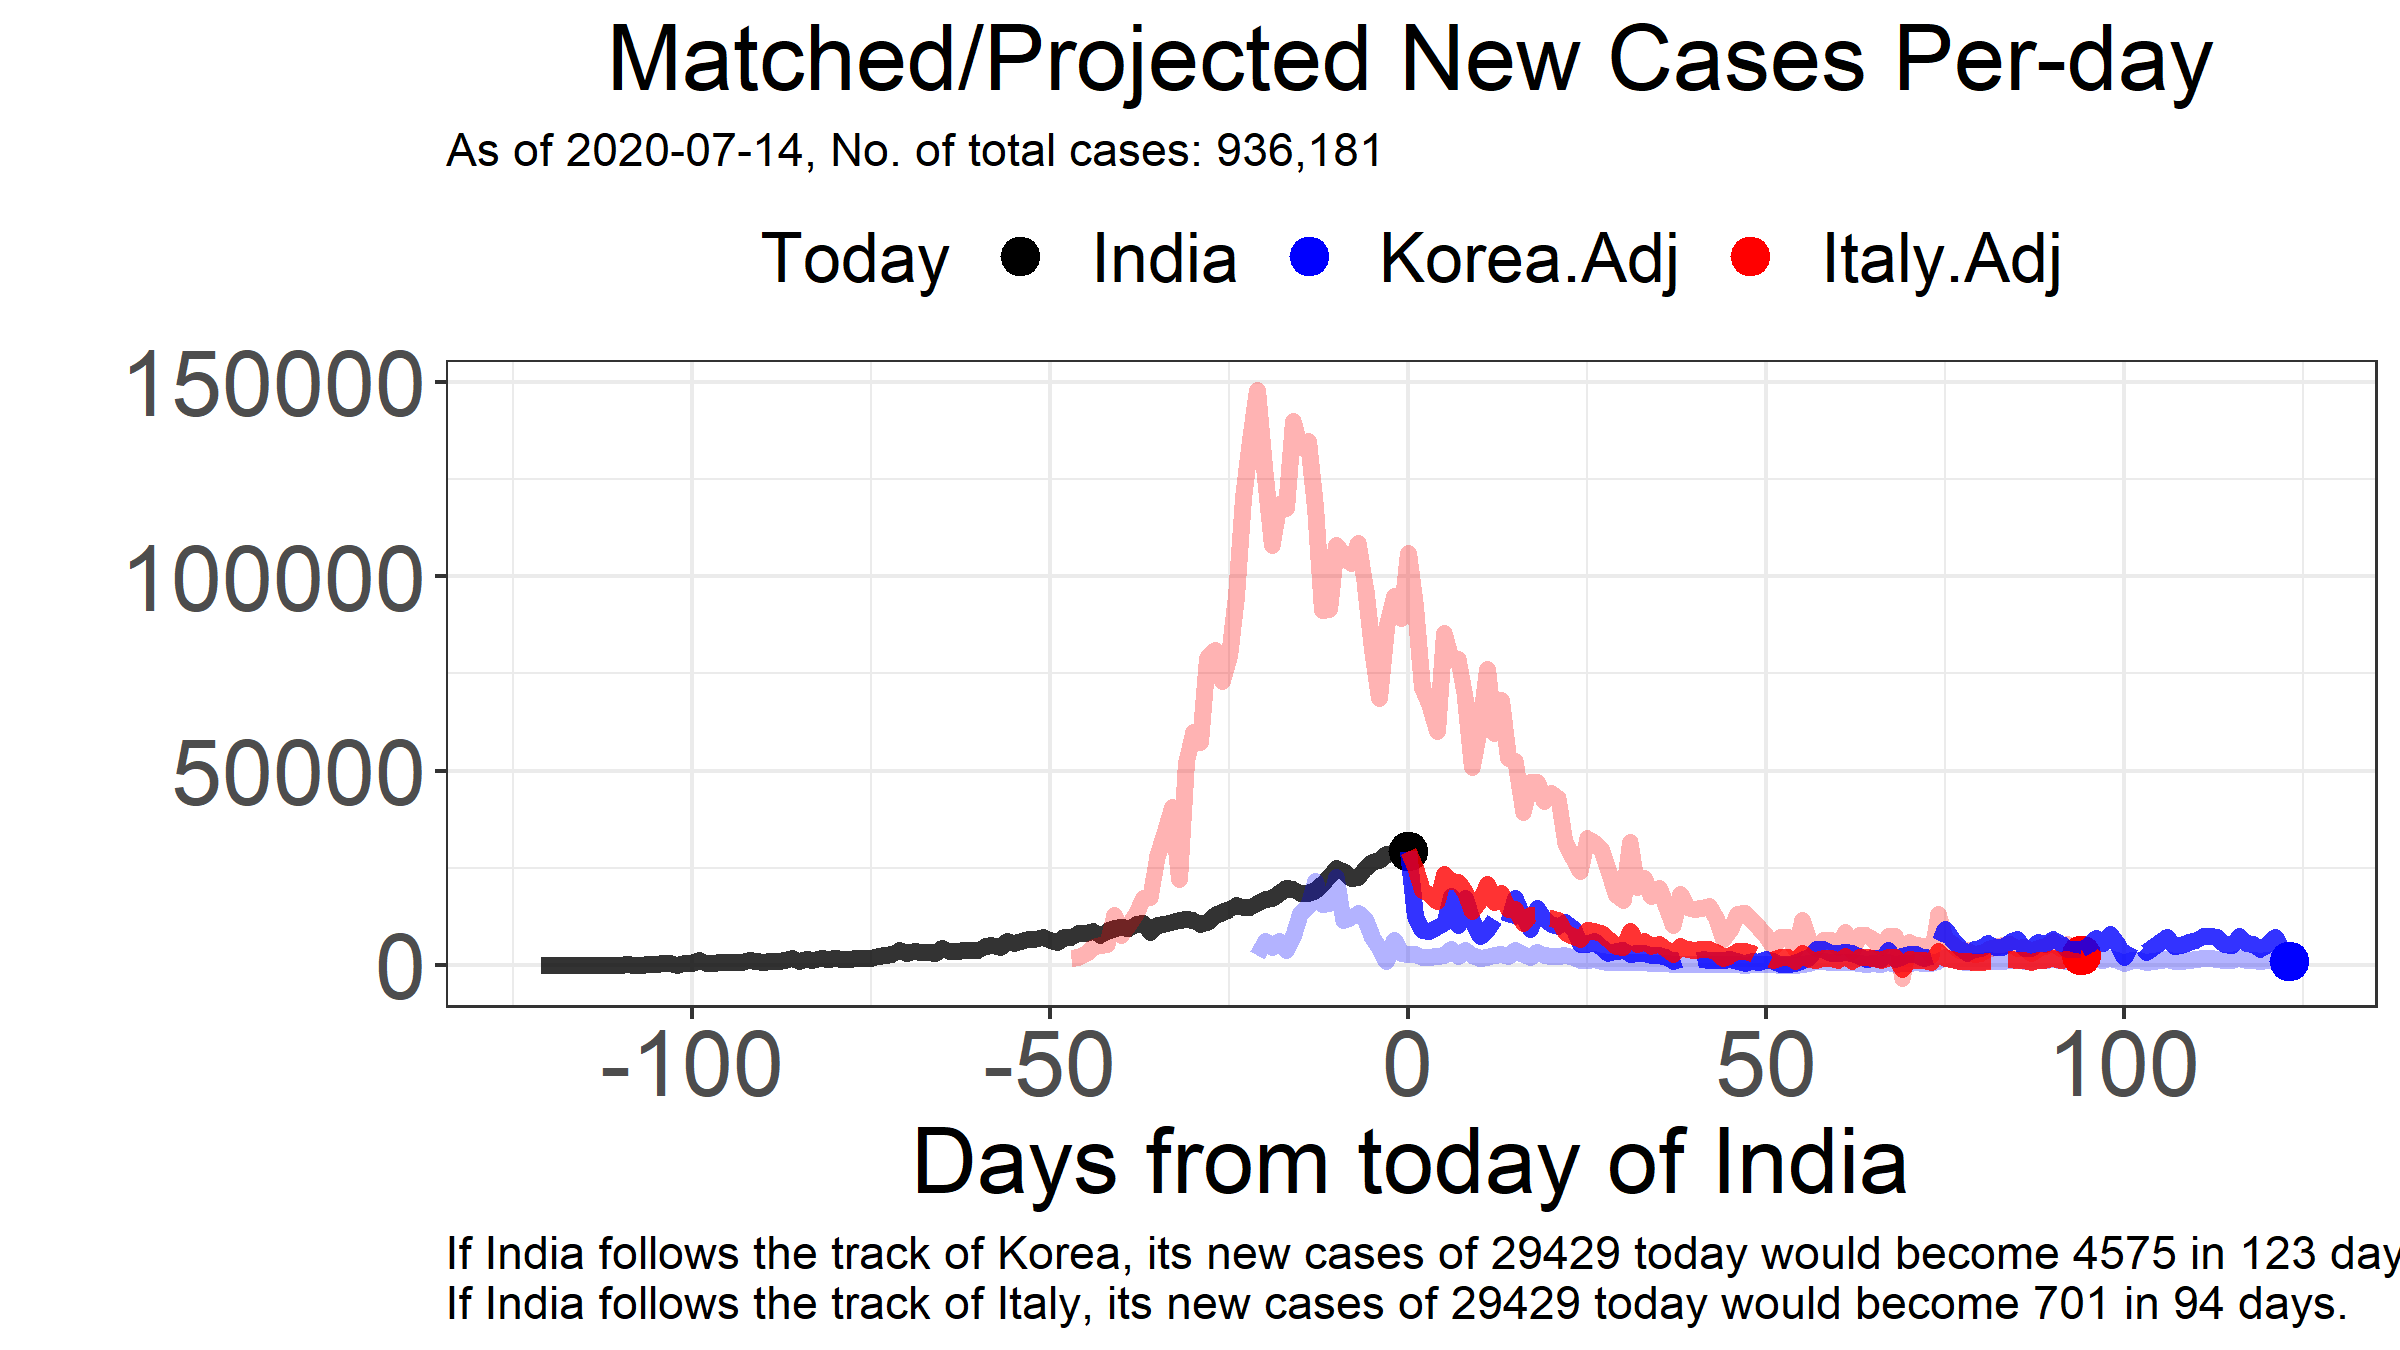 Matched/Projected New Cases Per-day
As of 2020-07-14, No. of total cases: 936,181
Today India Korea.Adj Italy.Adj
150000
100000
50000
0
-100 -50 0 50 100
Days from today of India
If India follows the track of Korea, its new cases of 29429 today would become 4575 in 123 day
If India follows the track of Italy, its new cases of 29429 today would become 701 in 94 days.